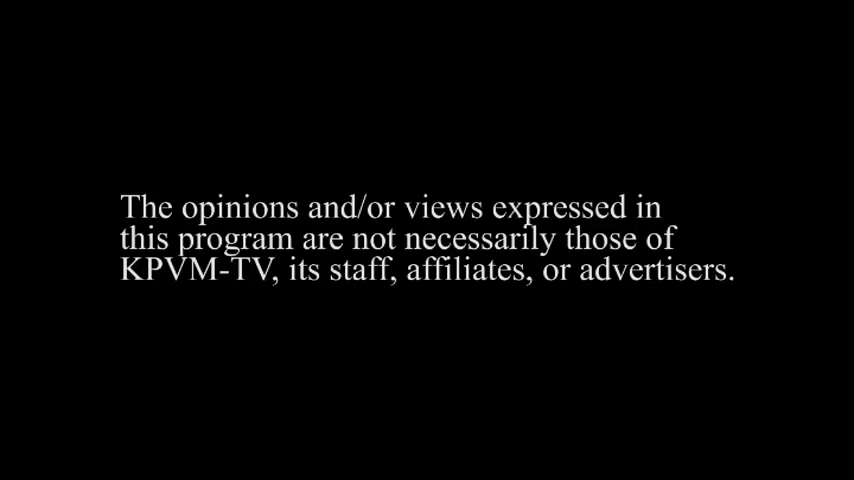 The opinions and/or views expressed in
this program are not necessarily those of
KPVM-TV, its staff, affiliates, or advertisers.